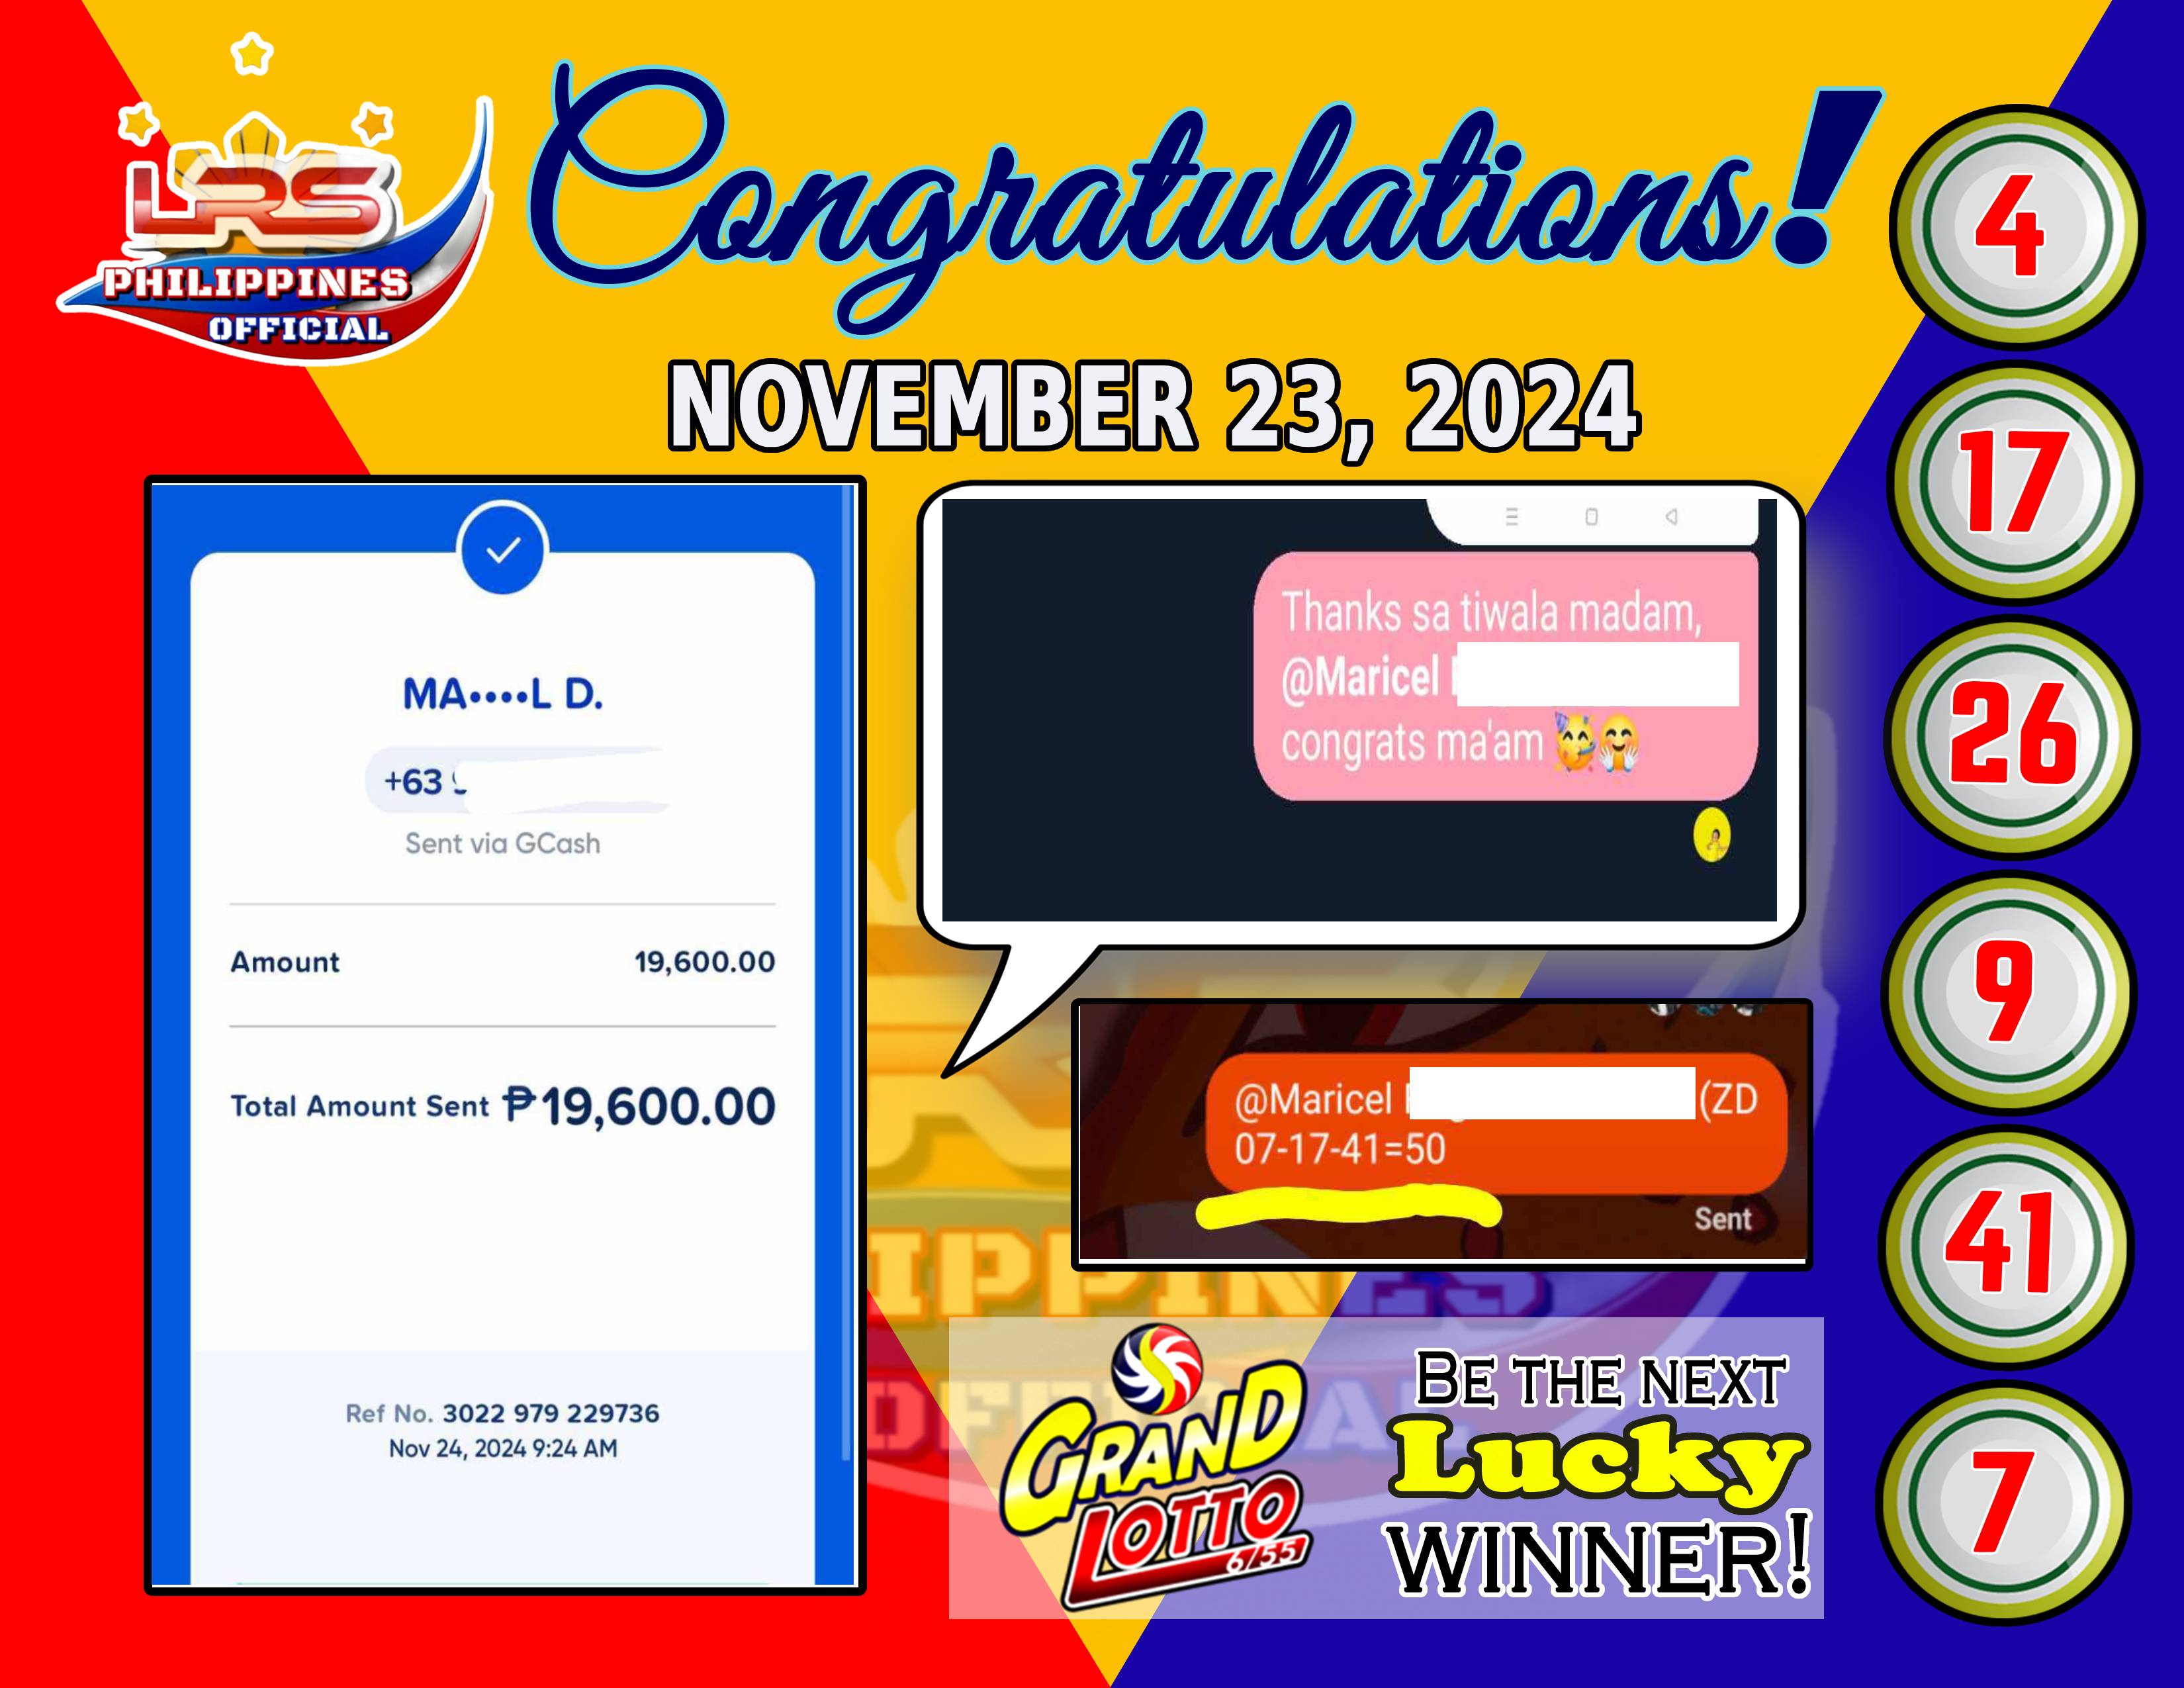 LRS
PHILIPPINES
OFFICIAL
Congratulations!
NOVEMBER 23, 2024
MA••••L D.
+63
Sent via GCash
Amount 19,600.00
Total Amount Sent ₱19,600.00
Ref No. 3022 979 229736
Nov 24, 2024 9:24 AM
Thanks sa tiwala madam,
@Maricel
congrats ma'am 🥳🤗
@Maricel (ZD
07-17-41=50
Sent
GRAND
LOTTO
6/55
BE THE NEXT
Lucky
WINNER!
4
17
26
9
41
7